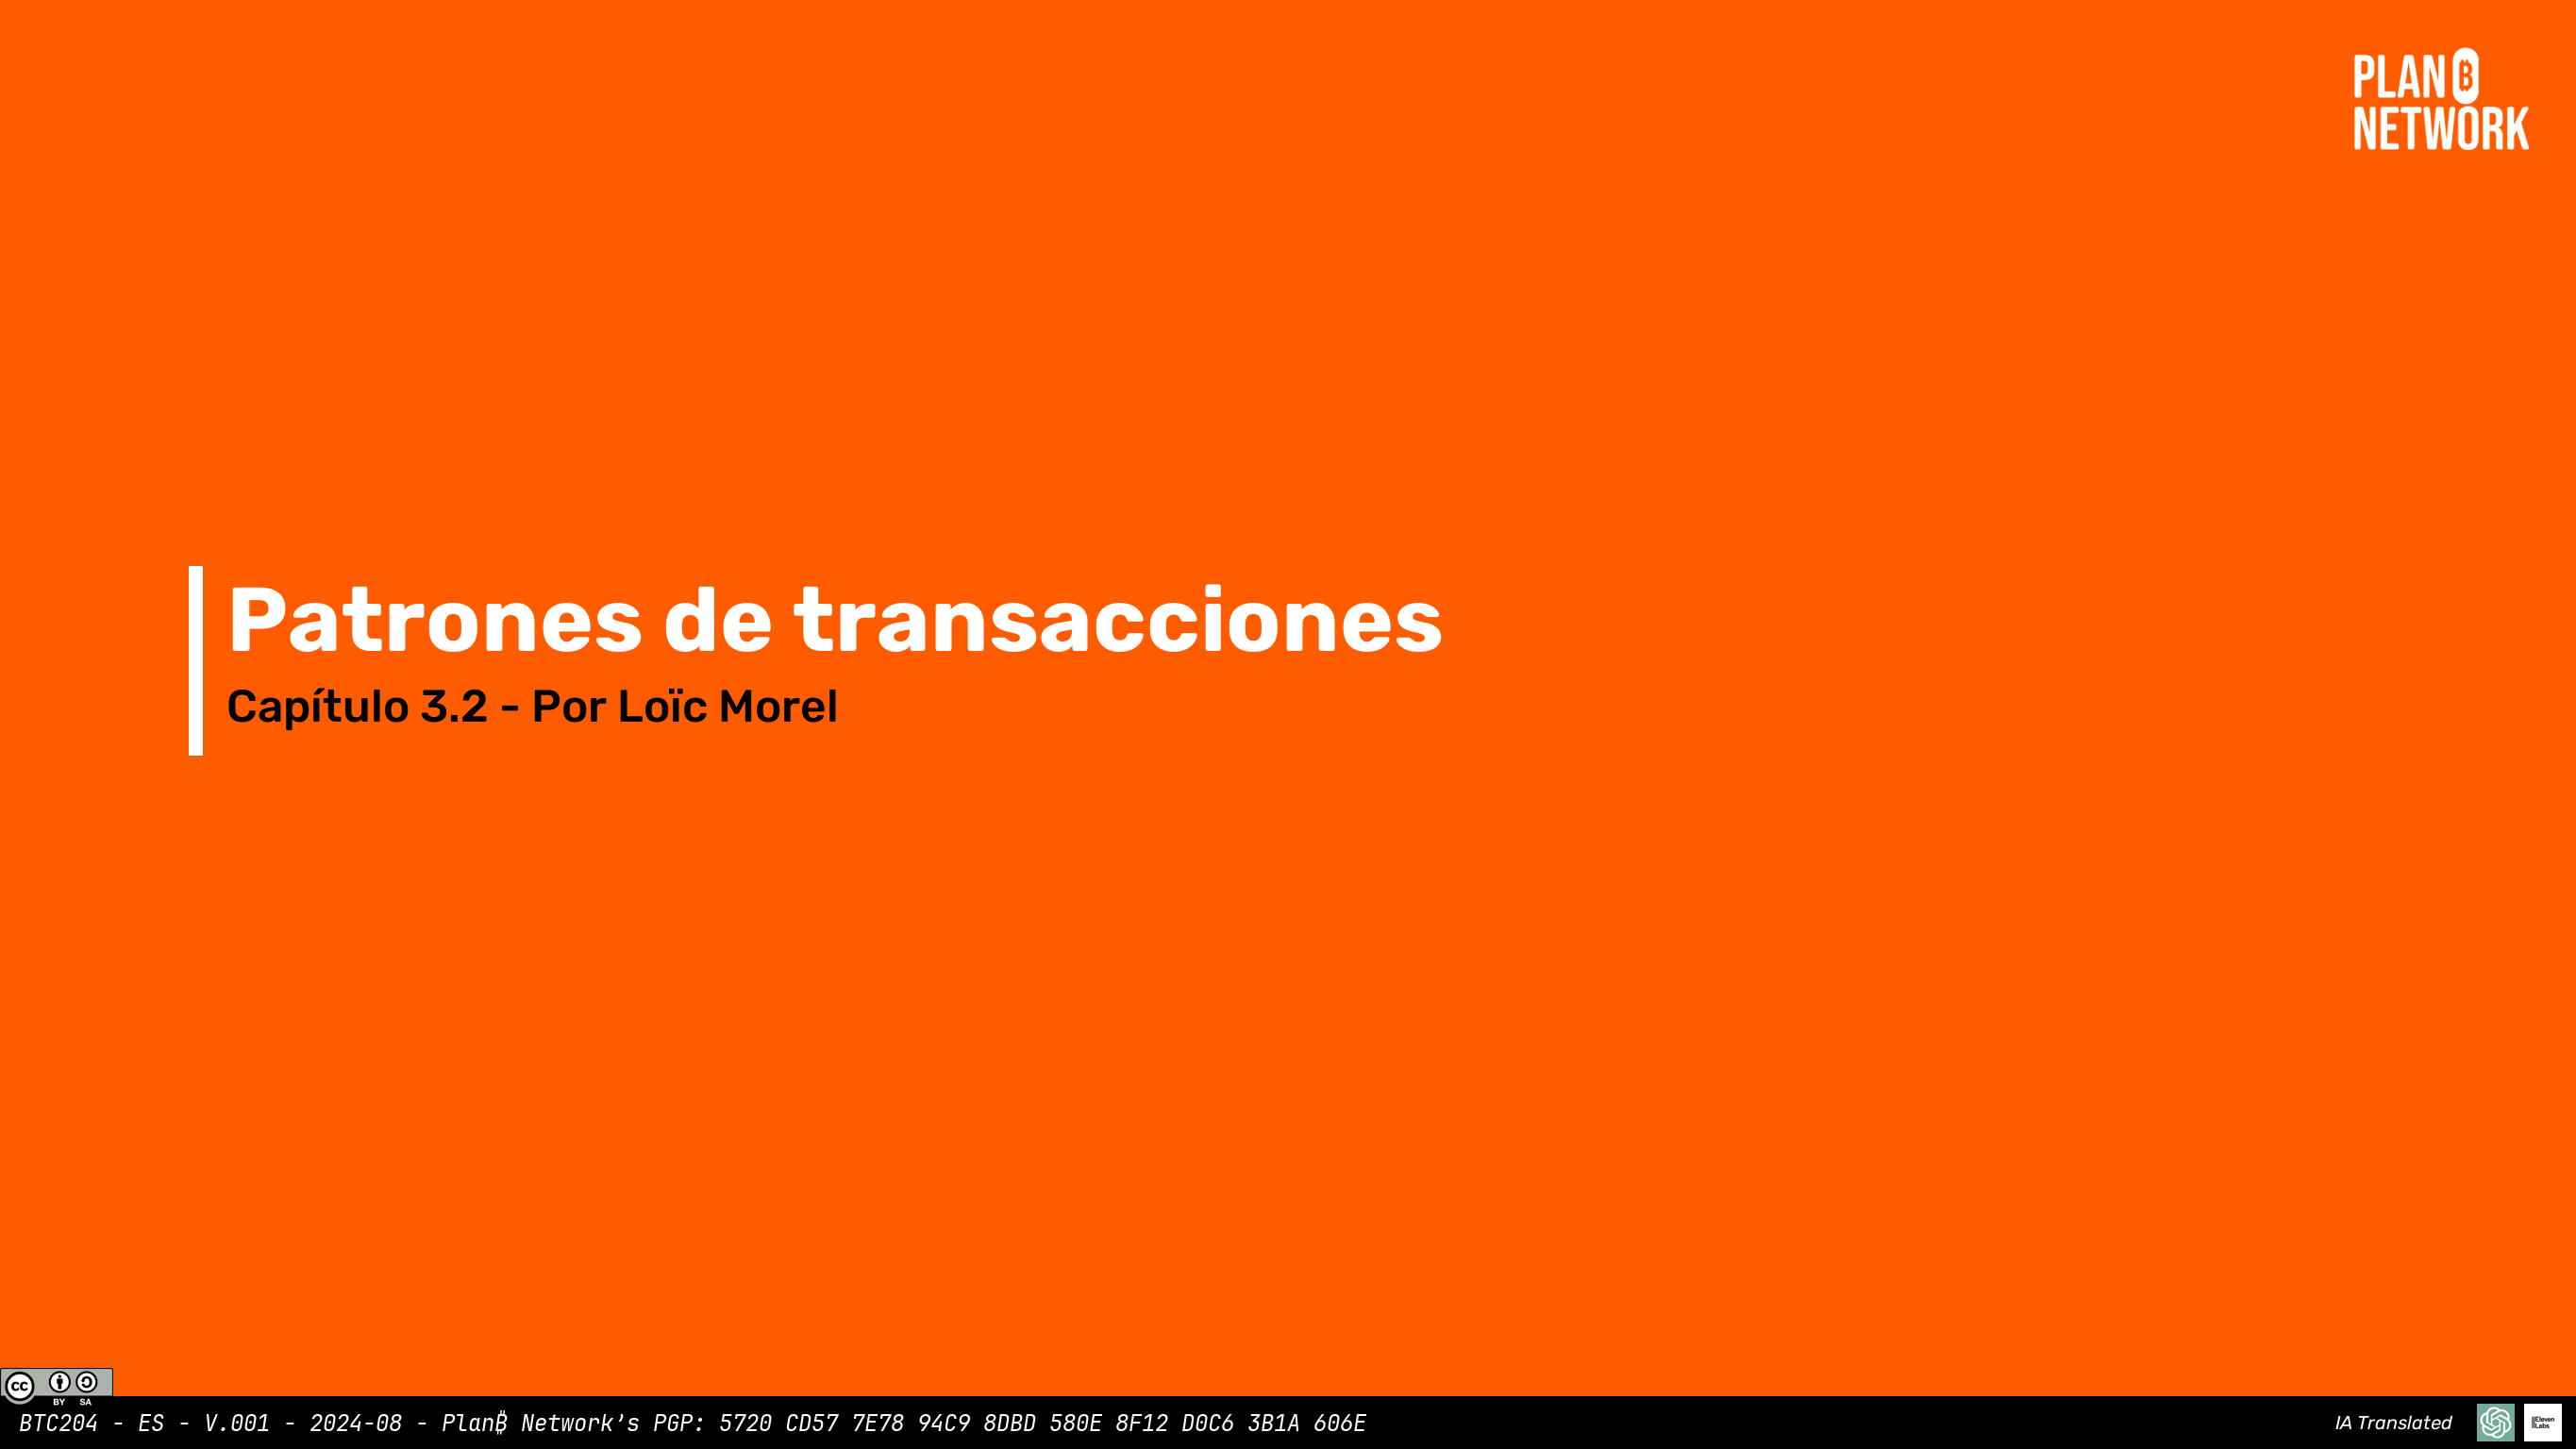 PLAN ₿
NETWORK
Patrones de transacciones
Capítulo 3.2 - Por Loïc Morel
cc
BY SA
BTC204 - ES - V.001 - 2024-08 - Plan₿ Network’s PGP: 5720 CD57 7E78 94C9 8DBD 580E 8F12 D0C6 3B1A 606E
IA Translated
IIElevenLabs